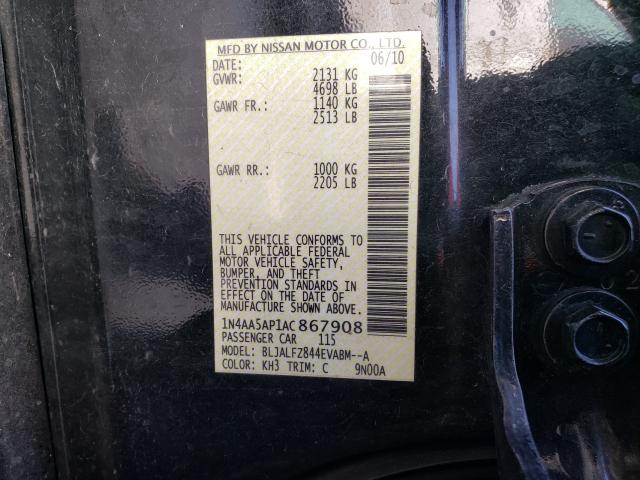 MFD BY NISSAN MOTOR CO., LTD.
DATE: 06/10
GVWR: 2131 KG
4698 LB
GAWR FR.: 1140 KG
2513 LB
GAWR RR.: 1000 KG
2205 LB
THIS VEHICLE CONFORMS TO
ALL APPLICABLE FEDERAL
MOTOR VEHICLE SAFETY,
BUMPER, AND THEFT
PREVENTION STANDARDS IN
EFFECT ON THE DATE OF
MANUFACTURE SHOWN ABOVE.
1N4AA5AP1AC867908
PASSENGER CAR 115
MODEL: BLJALFZ844EVABM--A
COLOR: KH3 TRIM: C 9N00A